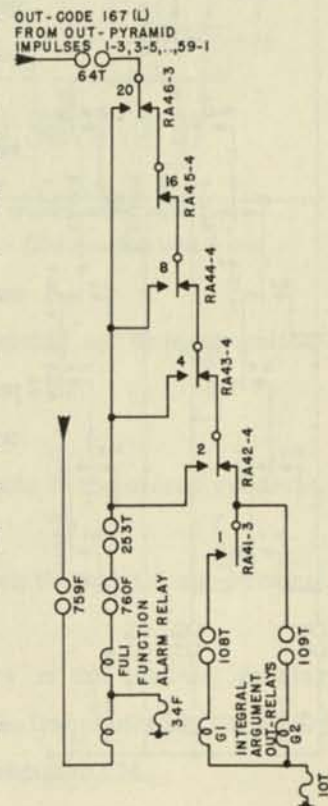 OUT-CODE 167 (L)
FROM OUT-PYRAMID
IMPULSES 1-3, 3-5, .., 59-1
64T
20
RA46-3
16
RA45-4
8
RA44-4
4
RA43-4
2
RA42-4
1
RA41-3
253T
759F
760F
108T
109T
FUL1
FUNCTION
ALARM RELAY
34F
G1
INTEGRAL
ARGUMENT
OUT-RELAYS
G2
10T